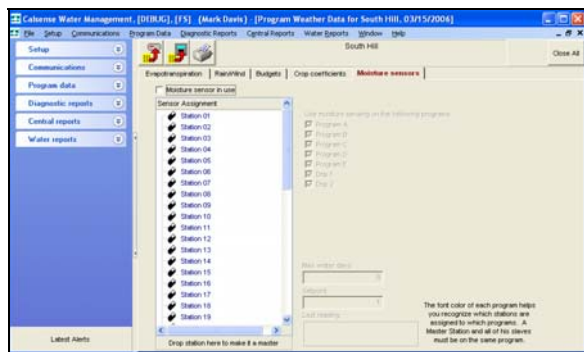 Calsense Water Management, [DEBUG], [FS] (Mark Davis) - [Program Weather Data for South Hill, 03/15/2006]
File Setup Communications Program Data Diagnostic Reports Central Reports Water Reports Window Help
South Hill
Close All
Setup
Communications
Program data
Diagnostic reports
Central reports
Water reports
Latest Alerts
Evapotranspiration Rain/Wind Budgets Crop coefficients Moisture sensors
Moisture sensor in use
Sensor Assignment
Station 01
Station 02
Station 03
Station 04
Station 05
Station 06
Station 07
Station 08
Station 09
Station 10
Station 11
Station 12
Station 13
Station 14
Station 15
Station 16
Station 17
Station 18
Station 19
Drop station here to make it a master
Use moisture sensing on the following programs
Program A
Program B
Program C
Program D
Program E
Drip 1
Drip 2
Max water days
Setpoint
Last reading
The font color of each program helps
you recognize which stations are
assigned to which programs. A
Master Station and all of his slaves
must be on the same program.